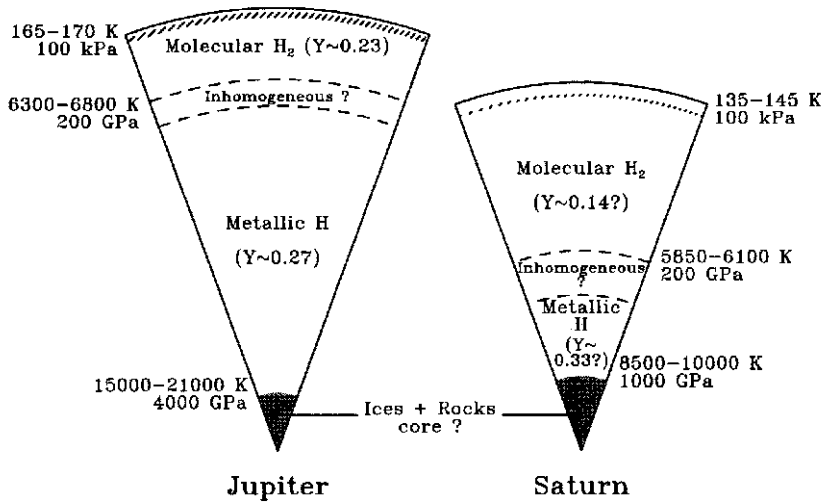 165-170 K
100 kPa
Molecular H₂ (Y~0.23)
Inhomogeneous ?
6300-6800 K
200 GPa
Metallic H
(Y~0.27)
15000-21000 K
4000 GPa
Ices + Rocks
core ?
135-145 K
100 kPa
Molecular H₂
(Y~0.14?)
5850-6100 K
200 GPa
Inhomogeneous
?
Metallic
H
(Y~
0.33?)
8500-10000 K
1000 GPa
Jupiter
Saturn